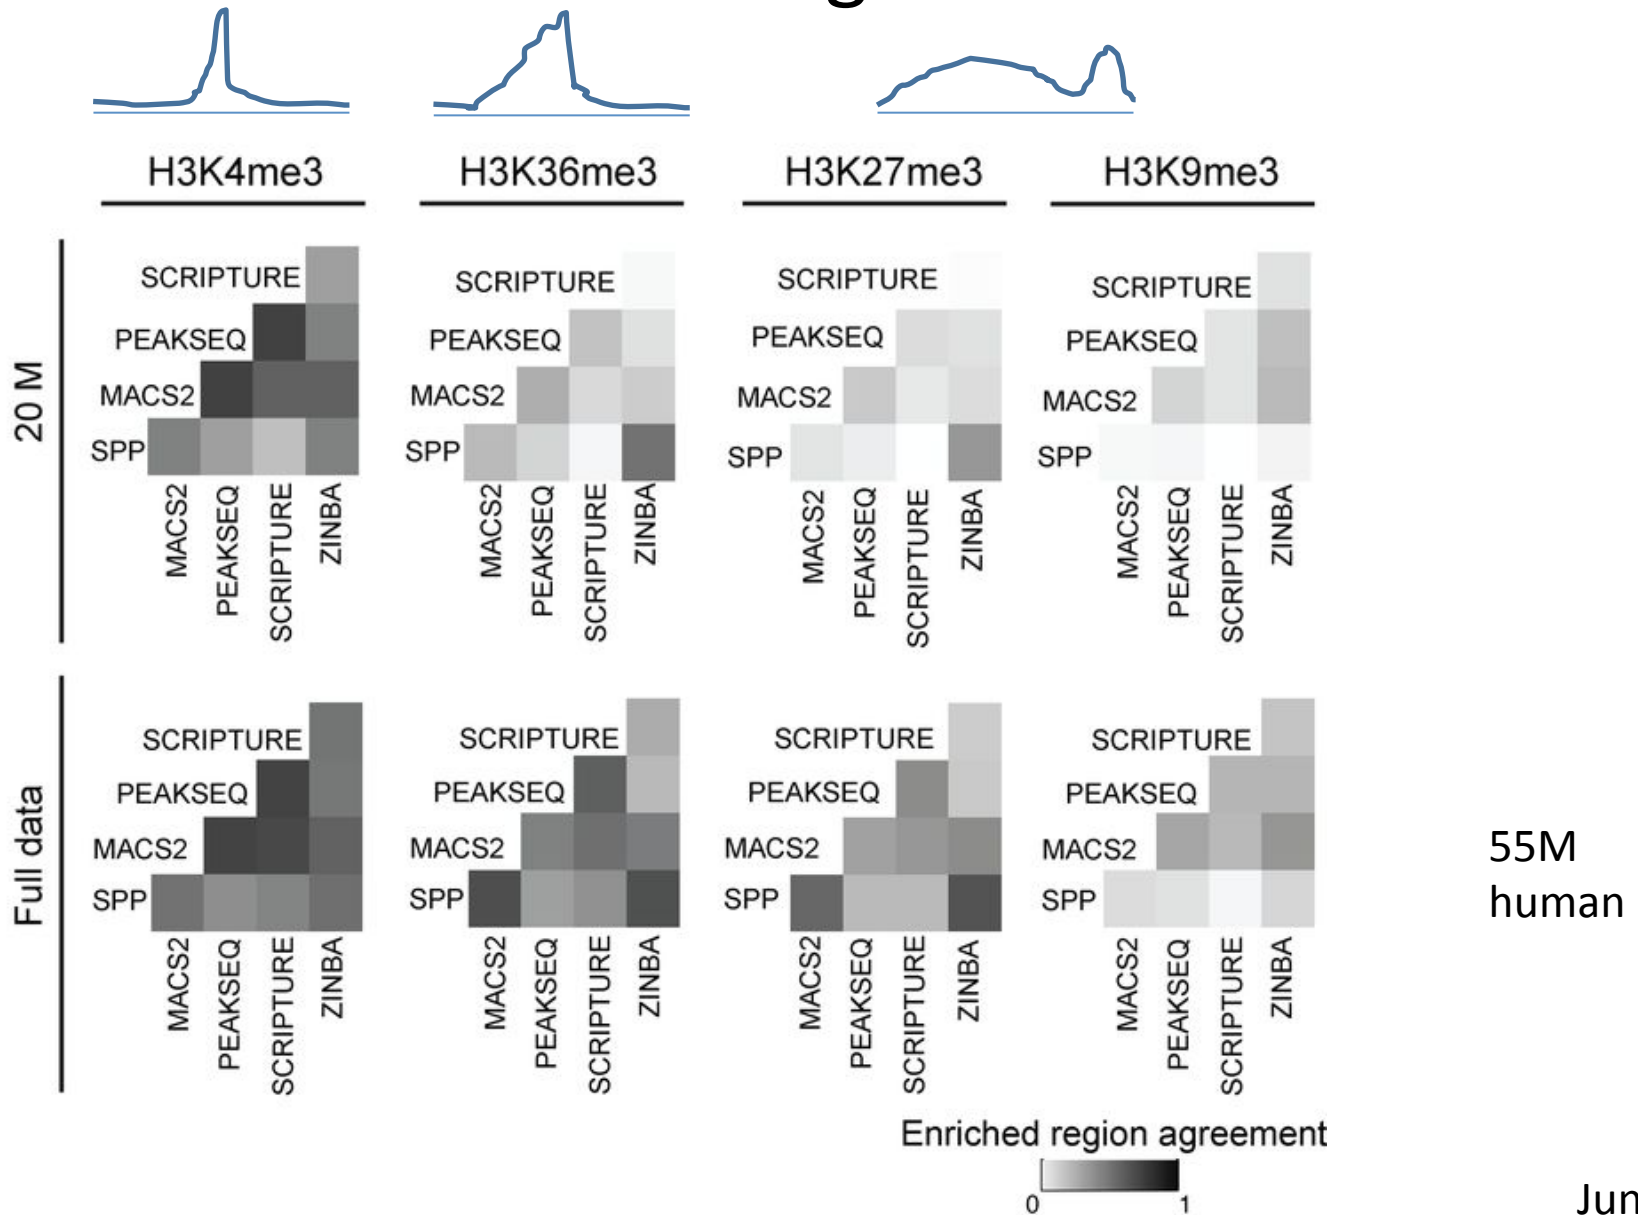 g
H3K4me3 H3K36me3 H3K27me3 H3K9me3
20 M
SCRIPTURE SCRIPTURE SCRIPTURE SCRIPTURE
PEAKSEQ PEAKSEQ PEAKSEQ PEAKSEQ
MACS2 MACS2 MACS2 MACS2
SPP SPP SPP SPP
MACS2 PEAKSEQ SCRIPTURE ZINBA MACS2 PEAKSEQ SCRIPTURE ZINBA MACS2 PEAKSEQ SCRIPTURE ZINBA MACS2 PEAKSEQ SCRIPTURE ZINBA
Full data
SCRIPTURE SCRIPTURE SCRIPTURE SCRIPTURE
PEAKSEQ PEAKSEQ PEAKSEQ PEAKSEQ
MACS2 MACS2 MACS2 MACS2
SPP SPP SPP SPP
MACS2 PEAKSEQ SCRIPTURE ZINBA MACS2 PEAKSEQ SCRIPTURE ZINBA MACS2 PEAKSEQ SCRIPTURE ZINBA MACS2 PEAKSEQ SCRIPTURE ZINBA
55M
human
Enriched region agreement
0 1
Jun